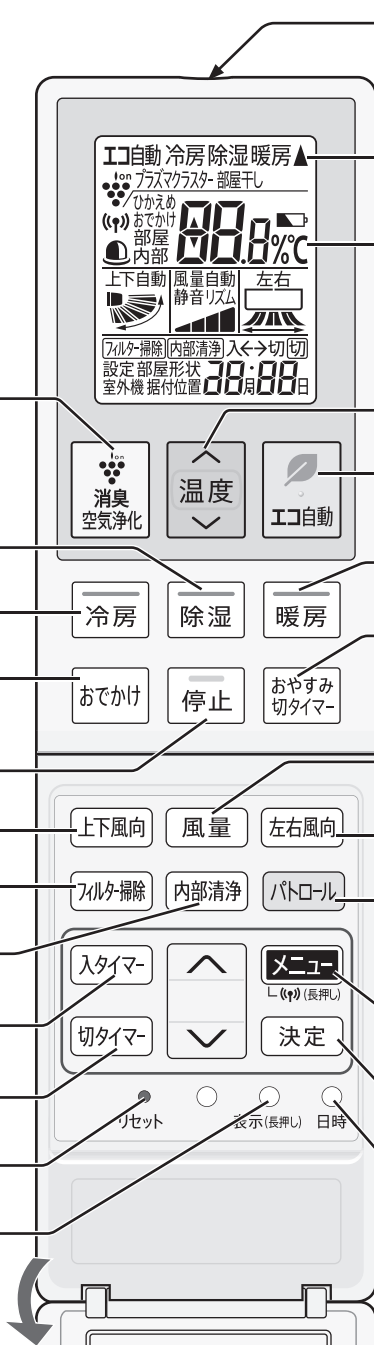 エコ自動 冷房 除湿 暖房▲
ion プラズマクラスター 部屋干し
ひかえめ
おでかけ
部屋
内部
88.8%℃
上下自動 風量自動 左右
静音リズム
フィルター掃除 内部清浄 入←→切 切
設定 部屋形状
室外機 据付位置 28月88日
ion
消臭
空気浄化
温度
エコ自動
冷房 除湿 暖房
おでかけ 停止 おやすみ
切タイマー
上下風向 風量 左右風向
フィルター掃除 内部清浄 パトロール
入タイマー メニュー
(長押し)
切タイマー 決定
リセット 表示(長押し) 日時